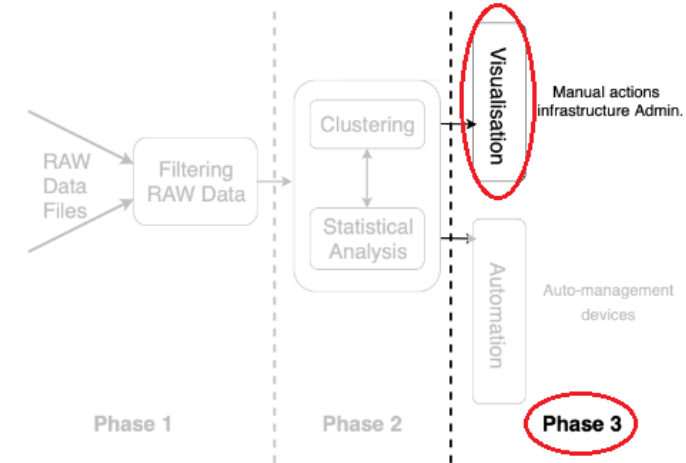 RAW
Data
Files
Filtering
RAW Data
Clustering
Statistical
Analysis
Visualisation
Manual actions
infrastructure Admin.
Automation
Auto-management
devices
Phase 1
Phase 2
Phase 3